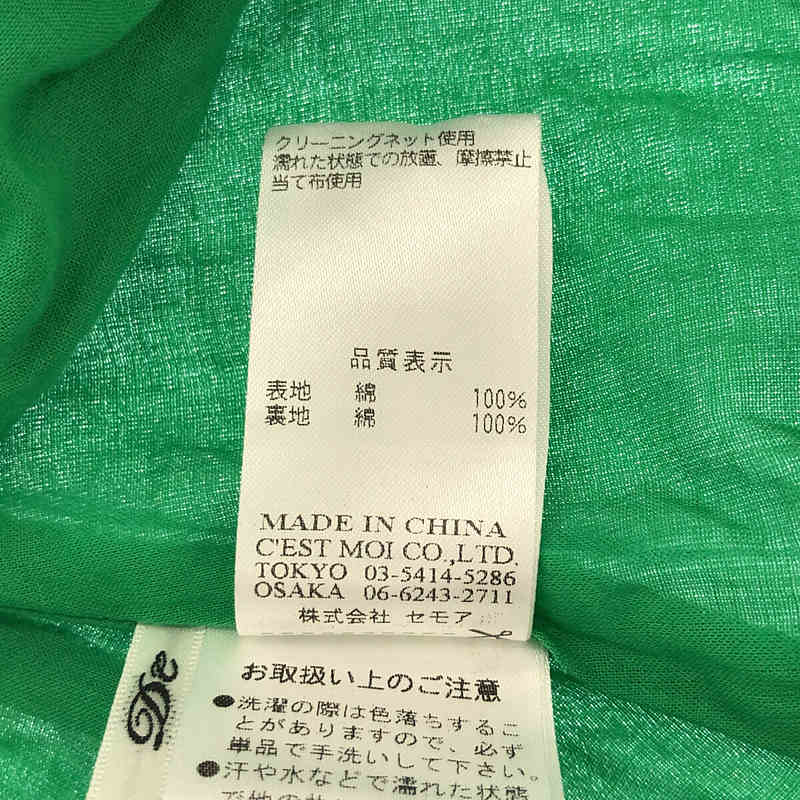 クリーニングネット使用
濡れた状態での放置、摩擦禁止
当て布使用
品質表示
表地 綿 100%
裏地 綿 100%
MADE IN CHINA
C'EST MOI CO.,LTD.
TOKYO 03-5414-5286
OSAKA 06-6243-2711
株式会社 セモア
お取扱い上のご注意
●洗濯の際は色落ちするこ
とがありますので、必ず
単品で手洗いして下さい。
●汗や水などで濡れた状態
De